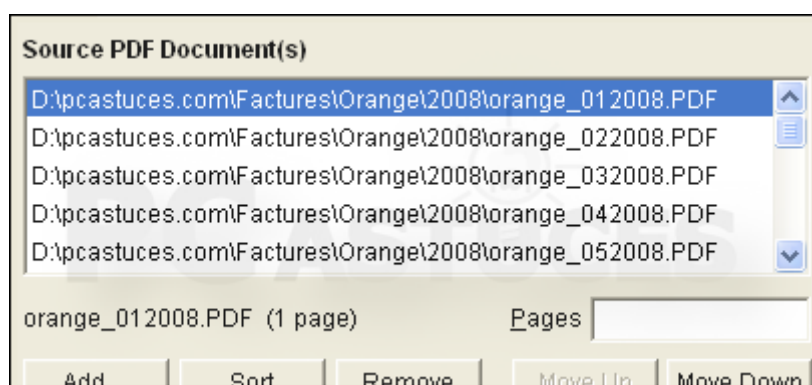 Source PDF Document(s)
D:\pcastuces.com\Factures\Orange\2008\orange_012008.PDF
D:\pcastuces.com\Factures\Orange\2008\orange_022008.PDF
D:\pcastuces.com\Factures\Orange\2008\orange_032008.PDF
D:\pcastuces.com\Factures\Orange\2008\orange_042008.PDF
D:\pcastuces.com\Factures\Orange\2008\orange_052008.PDF
PC ASTUCES
orange_012008.PDF (1 page) Pages
Add Sort Remove Move Up Move Down